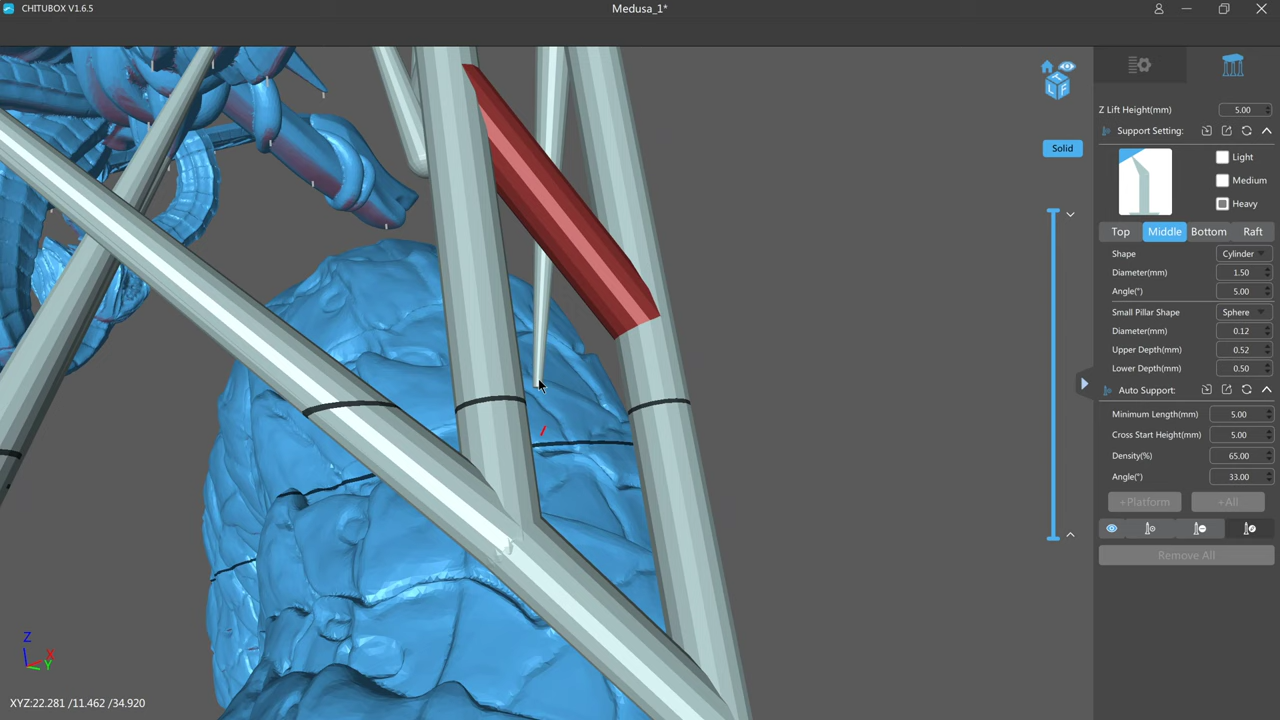 CHITUBOX V1.6.5
Medusa_1*
Z Lift Height(mm) 5.00
Support Setting:
Light
Medium
Heavy
Top Middle Bottom Raft
Shape Cylinder
Diameter(mm) 1.50
Angle(°) 5.00
Small Pillar Shape Sphere
Diameter(mm) 0.12
Upper Depth(mm) 0.52
Lower Depth(mm) 0.50
Auto Support:
Minimum Length(mm) 5.00
Cross Start Height(mm) 5.00
Density(%) 65.00
Angle(°) 33.00
+Platform +All
Remove All
Solid
T
L F
Z
X
Y
XYZ:22.281 /11.462 /34.920